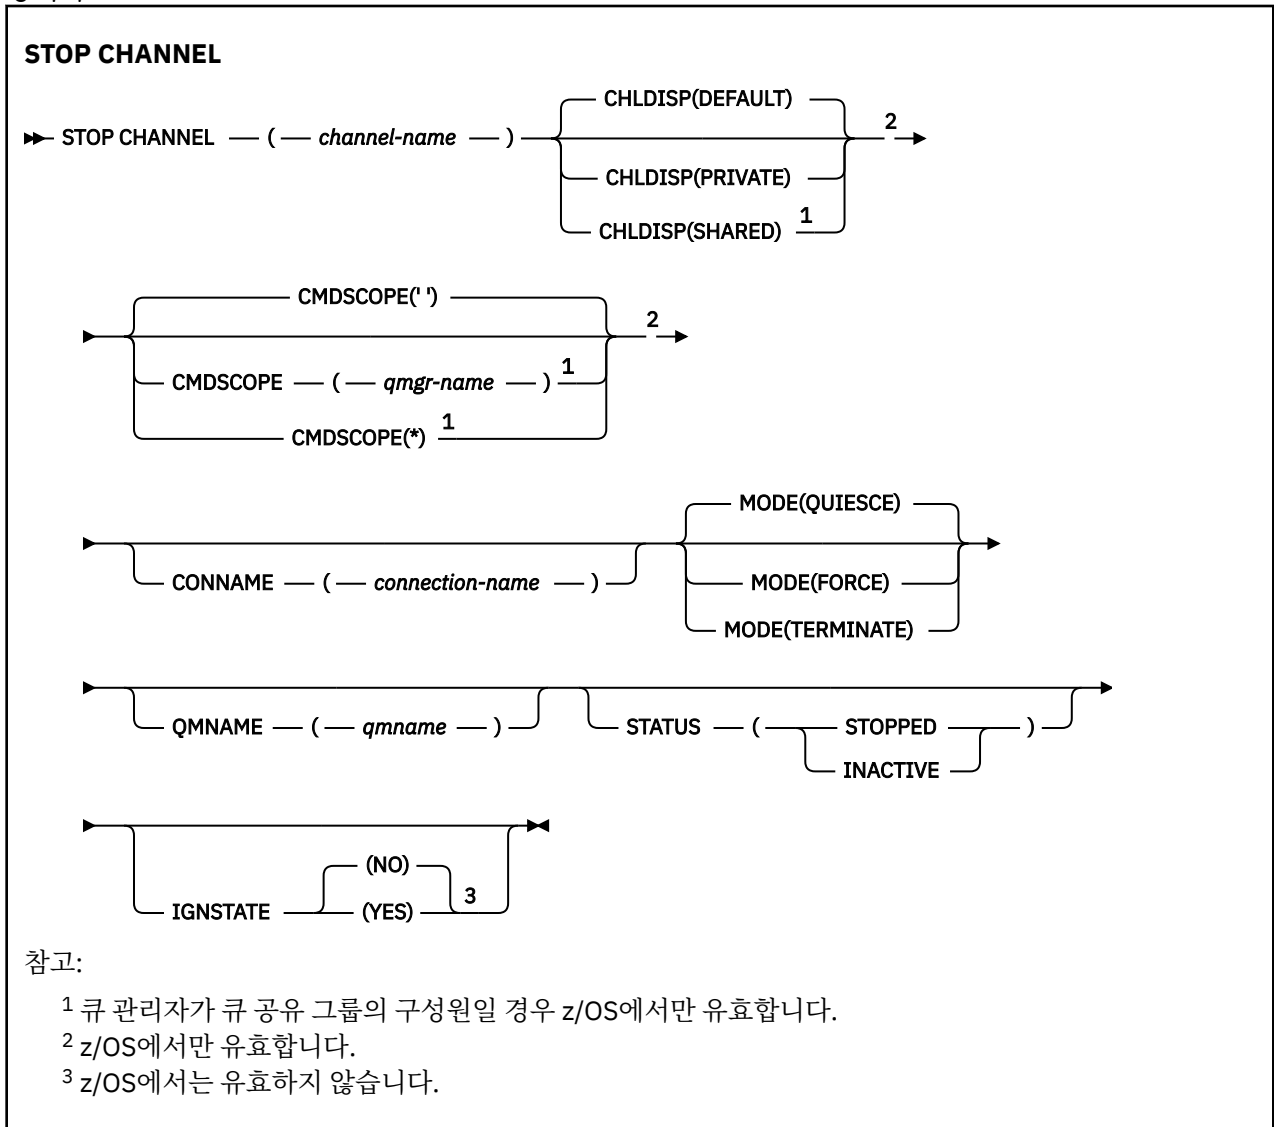 STOP CHANNEL
CHLDISP(DEFAULT)
STOP CHANNEL ( channel-name ) 2
CHLDISP(PRIVATE)
CHLDISP(SHARED) 1
CMDSCOPE(' ')
2
CMDSCOPE ( qmgr-name ) 1
CMDSCOPE(*) 1
MODE(QUIESCE)
CONNAME ( connection-name ) MODE(FORCE)
MODE(TERMINATE)
QMNAME ( qmname ) STATUS ( STOPPED )
INACTIVE
(NO)
IGNSTATE (YES) 3
참고:
1 큐 관리자가 큐 공유 그룹의 구성원일 경우 z/OS에서만 유효합니다.
2 z/OS에서만 유효합니다.
3 z/OS에서는 유효하지 않습니다.